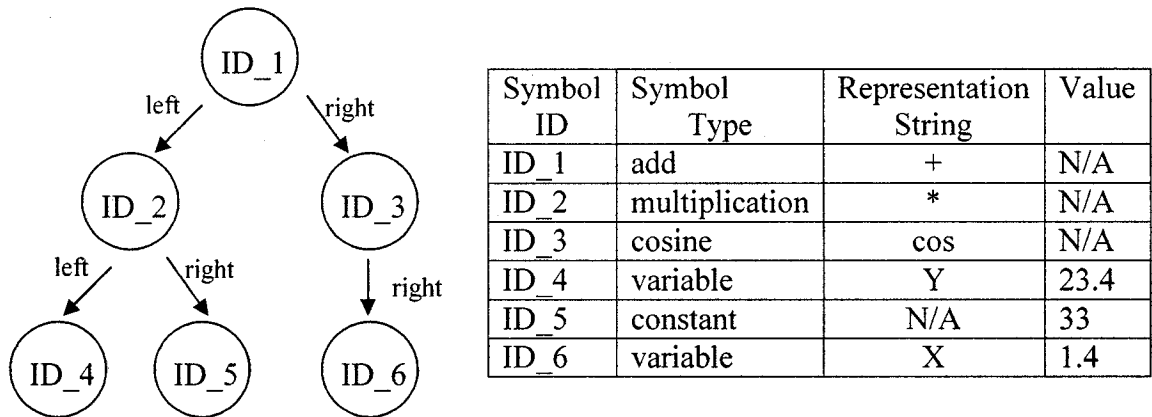 ID_1
left
right
ID_2
ID_3
left
right
right
ID_4
ID_5
ID_6
Symbol ID Symbol Type Representation String Value
ID_1 add + N/A
ID_2 multiplication * N/A
ID_3 cosine cos N/A
ID_4 variable Y 23.4
ID_5 constant N/A 33
ID_6 variable X 1.4